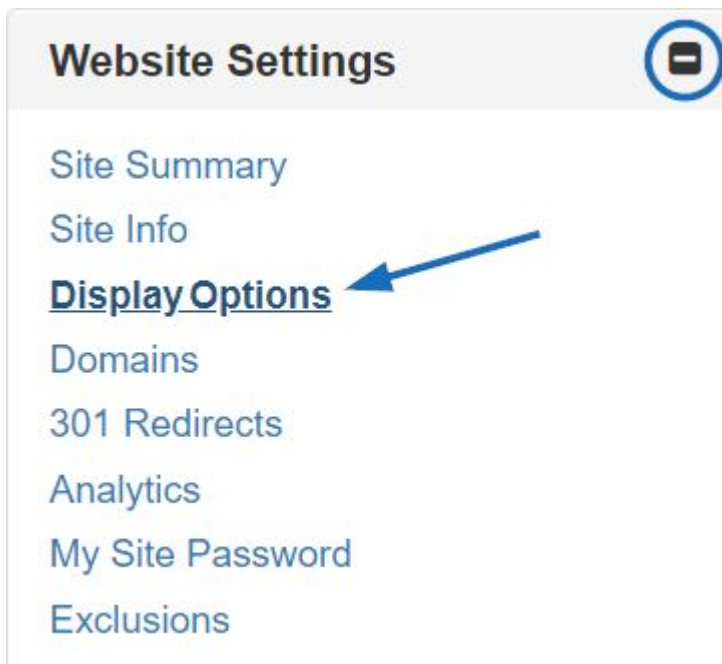 Website Settings
Site Summary
Site Info
Display Options
Domains
301 Redirects
Analytics
My Site Password
Exclusions